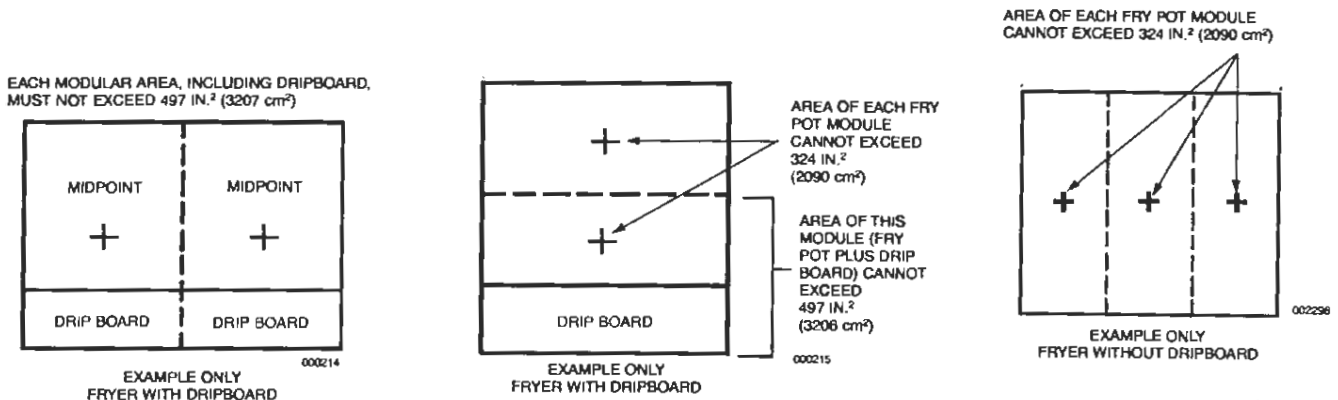 EACH MODULAR AREA, INCLUDING DRIPBOARD,
MUST NOT EXCEED 497 IN.² (3207 cm²)
MIDPOINT
MIDPOINT
DRIP BOARD
DRIP BOARD
000214
EXAMPLE ONLY
FRYER WITH DRIPBOARD
AREA OF EACH FRY
POT MODULE
CANNOT EXCEED
324 IN.²
(2090 cm²)
AREA OF THIS
MODULE (FRY
POT PLUS DRIP
BOARD) CANNOT
EXCEED
497 IN.²
(3206 cm²)
DRIP BOARD
000215
EXAMPLE ONLY
FRYER WITH DRIPBOARD
AREA OF EACH FRY POT MODULE
CANNOT EXCEED 324 IN.² (2090 cm²)
002296
EXAMPLE ONLY
FRYER WITHOUT DRIPBOARD